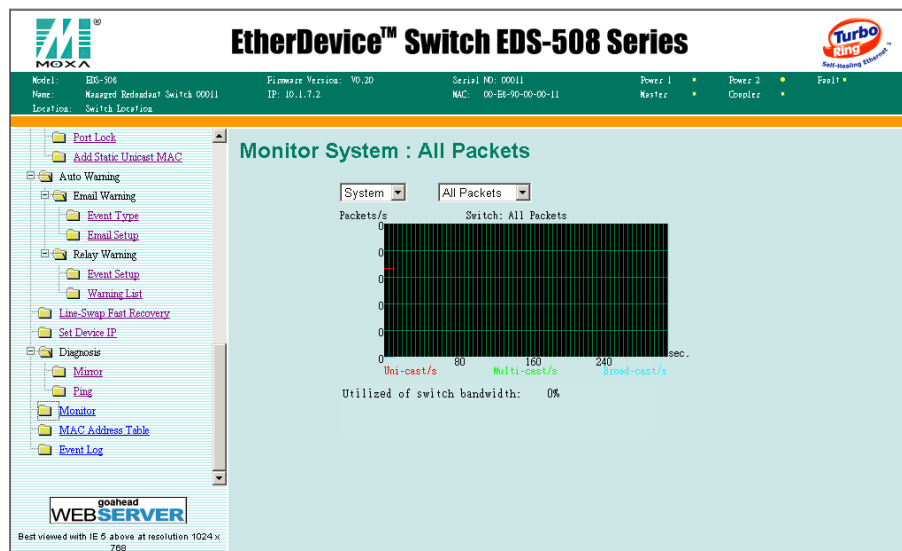 MOXA ®
EtherDevice™ Switch EDS-508 Series
Turbo
Ring
Self-Healing Ethernet
Model: EDS-508 Firmware Version: V0.20 Serial NO: 00011 Power 1 Power 2 Fault
Name: Managed Redundant Switch 00011 IP: 10.1.7.2 MAC: 00-E8-90-00-00-11 Master Coupler
Location: Switch Location
Port Lock
Add Static Unicast MAC
Auto Warning
Email Warning
Event Type
Email Setup
Relay Warning
Event Setup
Warning List
Line-Swap Fast Recovery
Set Device IP
Diagnosis
Mirror
Ping
Monitor
MAC Address Table
Event Log
goahead
WEBSERVER
Best viewed with IE 5 above at resolution 1024 x
768
Monitor System : All Packets
System All Packets
Packets/s Switch: All Packets
0
0
0
0
0
0 80 160 240 sec.
Uni-cast/s Multi-cast/s Broad-cast/s
Utilized of switch bandwidth: 0%